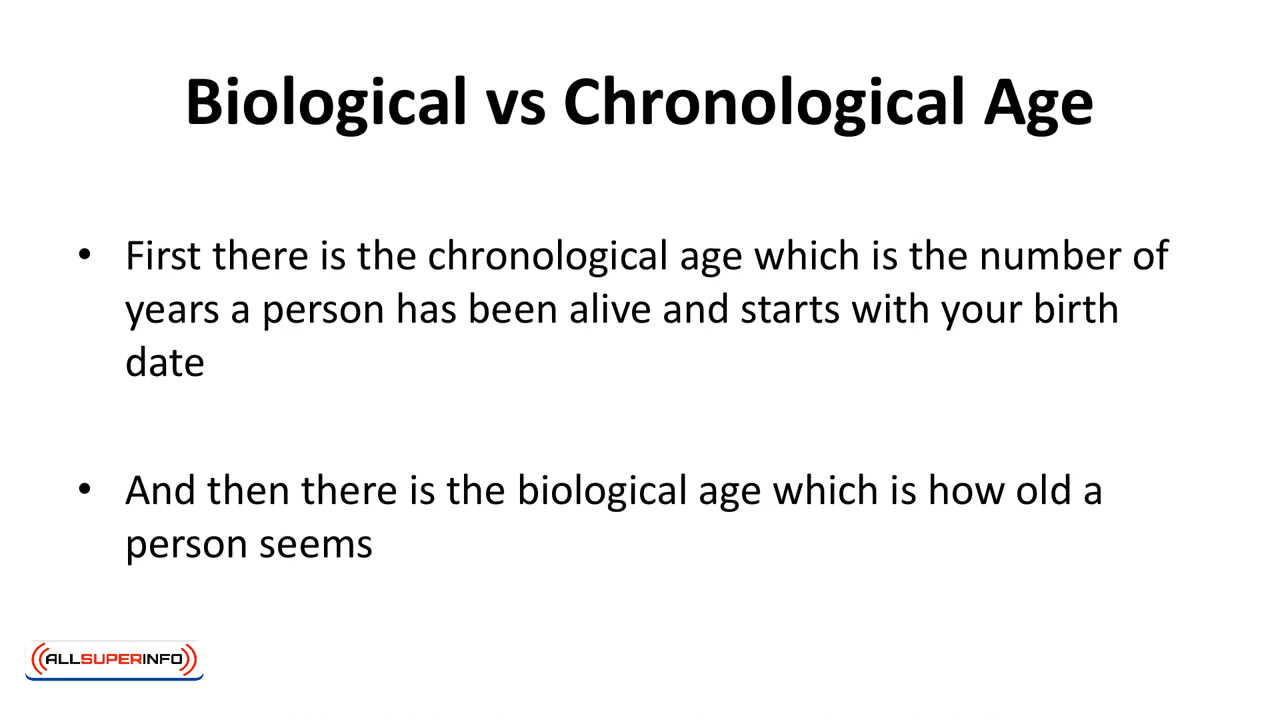 Biological vs Chronological Age
• First there is the chronological age which is the number of
years a person has been alive and starts with your birth
date
• And then there is the biological age which is how old a
person seems
ALLSUPERINFO